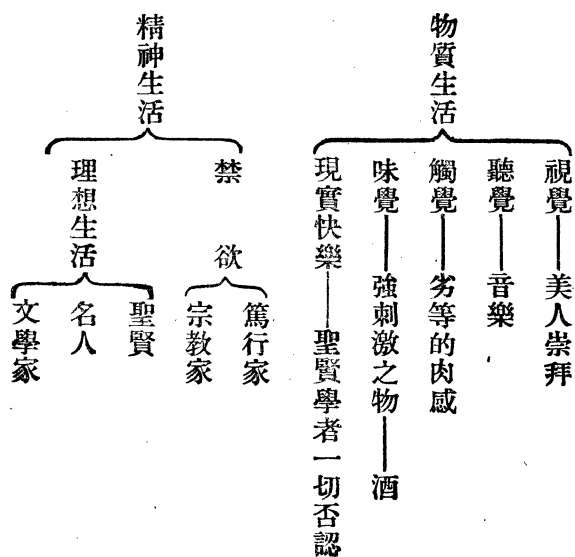 物質生活
視覺——美人崇拜
聽覺——音樂
觸覺——劣等的肉感
味覺——強刺激之物——酒
現實快樂——聖賢學者一切否認
精神生活
禁欲
篤行家
宗教家
理想生活
聖賢
名人
文學家